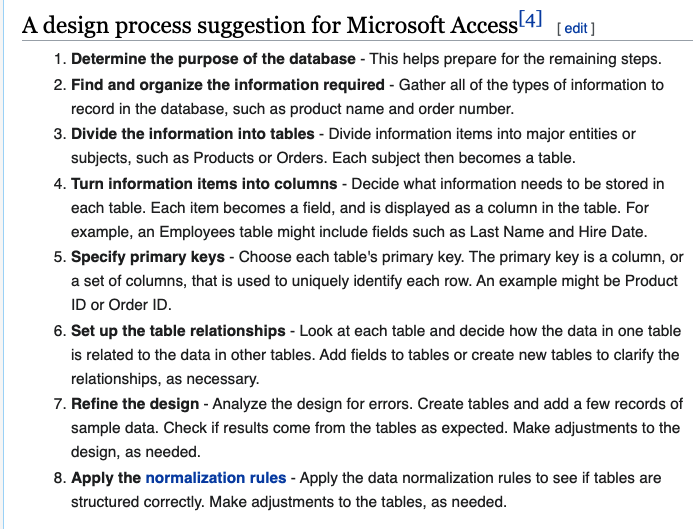 A design process suggestion for Microsoft Access[4] [ edit ]
1. Determine the purpose of the database - This helps prepare for the remaining steps.
2. Find and organize the information required - Gather all of the types of information to
record in the database, such as product name and order number.
3. Divide the information into tables - Divide information items into major entities or
subjects, such as Products or Orders. Each subject then becomes a table.
4. Turn information items into columns - Decide what information needs to be stored in
each table. Each item becomes a field, and is displayed as a column in the table. For
example, an Employees table might include fields such as Last Name and Hire Date.
5. Specify primary keys - Choose each table's primary key. The primary key is a column, or
a set of columns, that is used to uniquely identify each row. An example might be Product
ID or Order ID.
6. Set up the table relationships - Look at each table and decide how the data in one table
is related to the data in other tables. Add fields to tables or create new tables to clarify the
relationships, as necessary.
7. Refine the design - Analyze the design for errors. Create tables and add a few records of
sample data. Check if results come from the tables as expected. Make adjustments to the
design, as needed.
8. Apply the normalization rules - Apply the data normalization rules to see if tables are
structured correctly. Make adjustments to the tables, as needed.